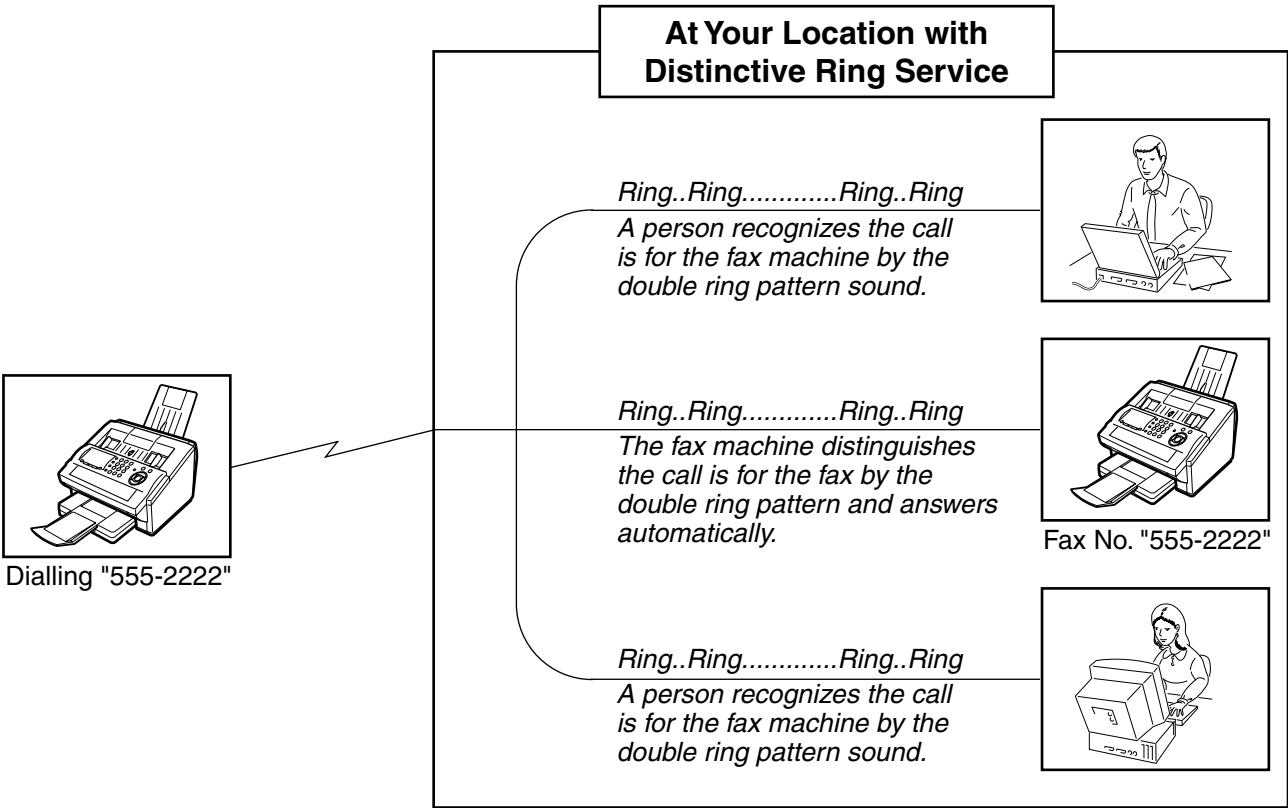 At Your Location with
Distinctive Ring Service
Ring..Ring.............Ring..Ring
A person recognizes the call
is for the fax machine by the
double ring pattern sound.
Ring..Ring.............Ring..Ring
The fax machine distinguishes
the call is for the fax by the
double ring pattern and answers
automatically.
Fax No. "555-2222"
Dialling "555-2222"
Ring..Ring.............Ring..Ring
A person recognizes the call
is for the fax machine by the
double ring pattern sound.